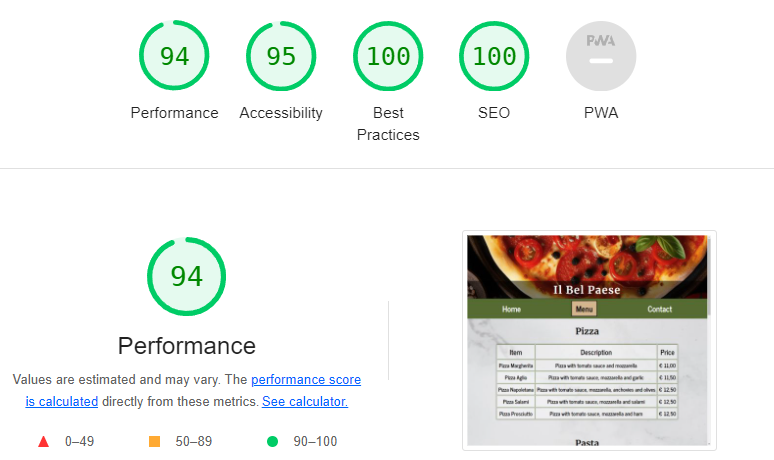 94
95
100
100
PWA
Performance
Accessibility
Best
Practices
SEO
PWA
94
Performance
Values are estimated and may vary. The performance score
is calculated directly from these metrics. See calculator.
0–49
50–89
90–100
Il Bel Paese
Home
Menu
Contact
Pizza
Item Description Price
Pizza Margherita Pizza with tomato sauce and mozzarella € 11,00
Pizza Aglio Pizza with tomato sauce, mozzarella and garlic € 11,50
Pizza Napoletana Pizza with tomato sauce, mozzarella, anchovies and olives € 12,50
Pizza Salami Pizza with tomato sauce, mozzarella and salami € 12,50
Pizza Prosciutto Pizza with tomato sauce, mozzarella and ham € 12,50
Pasta